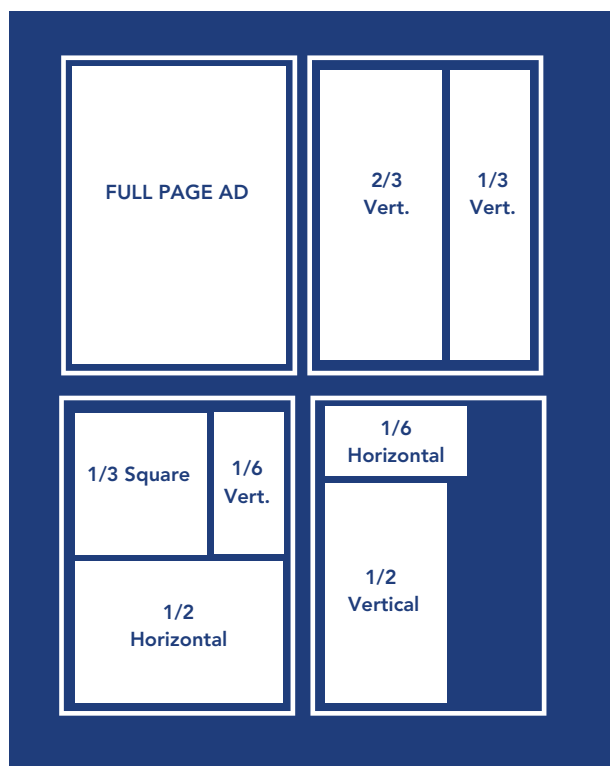 FULL PAGE AD
2/3
Vert.
1/3
Vert.
1/3 Square
1/6
Vert.
1/2
Horizontal
1/6
Horizontal
1/2
Vertical